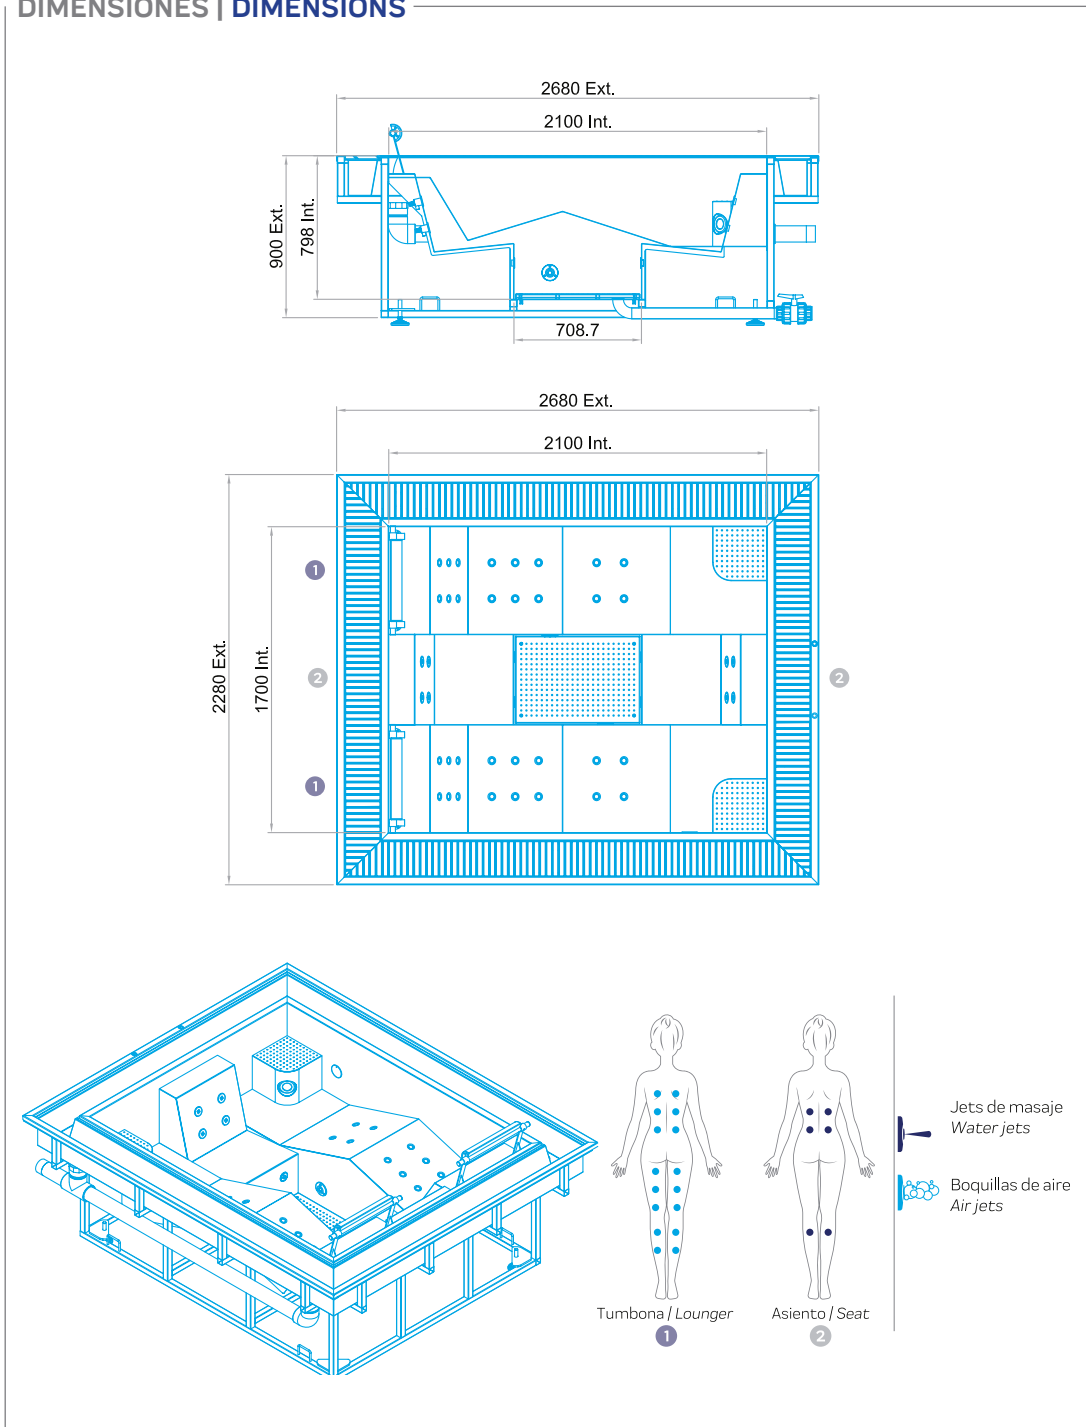 DIMENSIONES | DIMENSIONS
2680 Ext.
2100 Int.
900 Ext.
798 Int.
708.7
2680 Ext.
2100 Int.
2280 Ext.
1700 Int.
1
2
2
1
Jets de masaje
Water jets
Boquillas de aire
Air jets
Tumbona / Lounger
1
Asiento / Seat
2